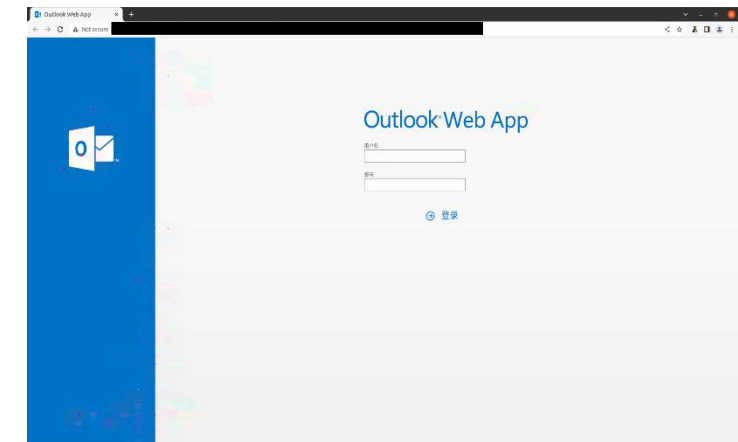 Outlook Web App
Not secure
Outlook Web App
用户名:
密码:
登录